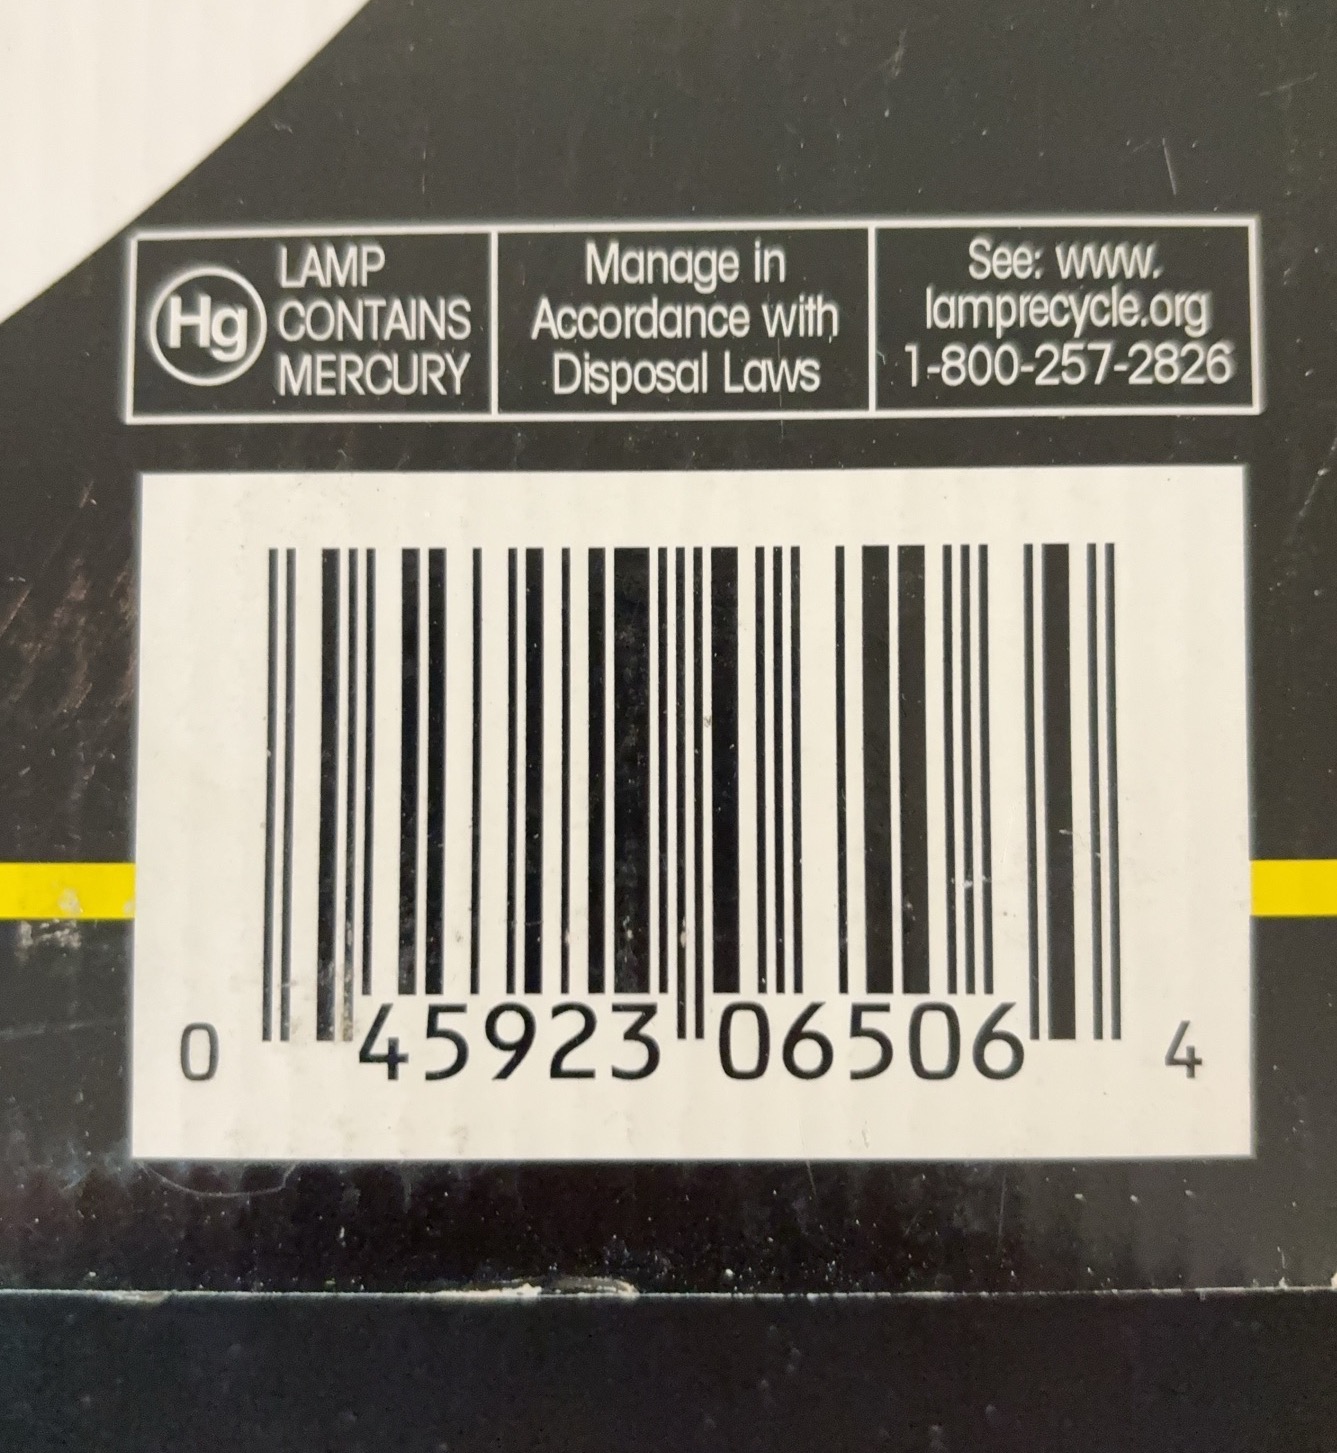 Hg
LAMP
CONTAINS
MERCURY
Manage in
Accordance with
Disposal Laws
See: www.
lamprecycle.org
1-800-257-2826
0 45923 06506 4